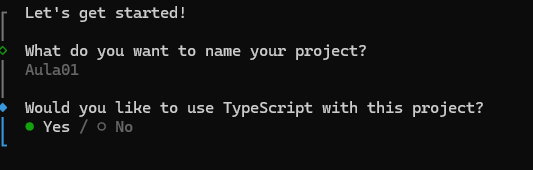 Let's get started!
What do you want to name your project?
Aula01
Would you like to use TypeScript with this project?
Yes / No